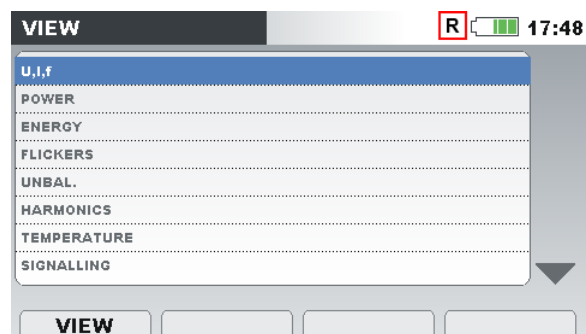 VIEW R 17:48
U,I,f
POWER
ENERGY
FLICKERS
UNBAL.
HARMONICS
TEMPERATURE
SIGNALLING
VIEW